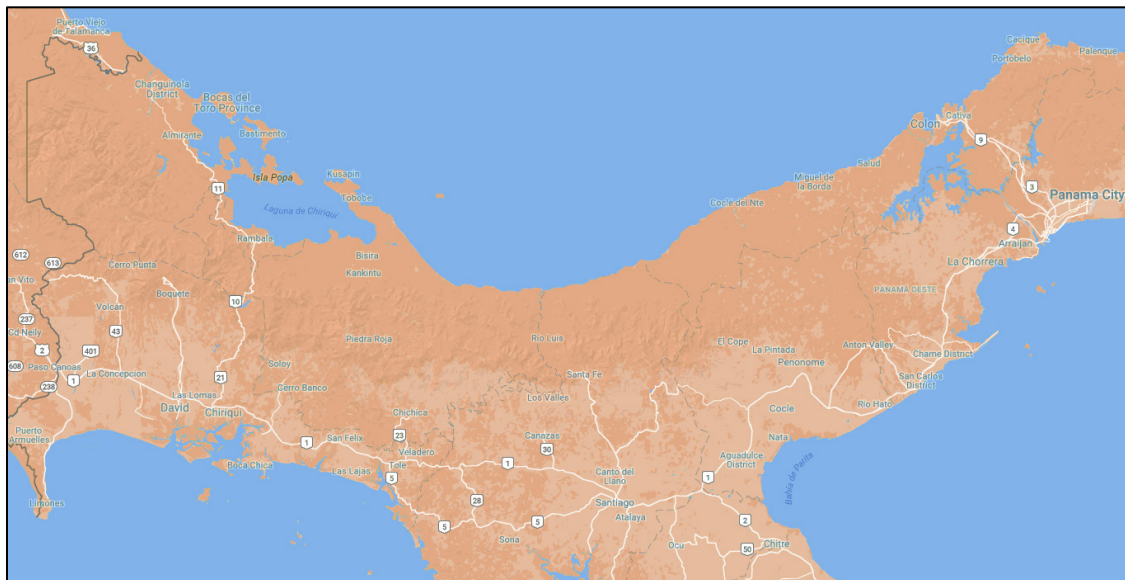 Puerto Viejo
de Talamanca
36
Changuinola
District
Bocas del
Toro Province
Almirante
Bastimento
Isla Popa
Kusapin
Tobobe
11
Laguna de Chiriqui
Rambala
Bisira
Kankintu
Cacique
Portobelo
Palenque
Colon
Cativa
9
Salud
Miguel de
la Borda
Cocle del Nte
3
Panama City
4
Arraijan
La Chorrera
PANAMA OESTE
612
613
Cerro Punta
Boquete
Volcan
10
237
Cd Neily
43
2
401
608
Paso Canoas
1
La Concepcion
238
21
Soloy
Piedra Roja
Rio Luis
El Cope
La Pintada
Anton Valley
Penonome
Chame District
San Carlos
District
Santa Fe
Los Valles
Las Lomas
David
Chiriqui
Cerro Banco
Chichica
23
Veladero
Tole
1
San Felix
Puerto
Armuelles
Boca Chica
Las Lajas
5
Limones
Canazas
30
1
28
Canto del
Llano
Santiago
Atalaya
5
5
Sona
Cocle
Rio Hato
Nata
Aguadulce
District
1
Bahia de Parita
2
Chitre
Ocu
50